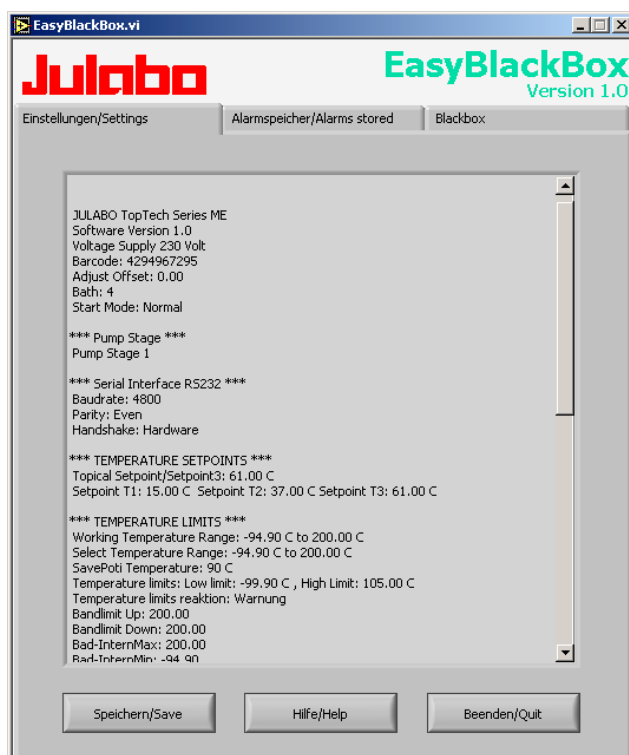 EasyBlackBox.vi
Julabo
EasyBlackBox
Version 1.0
Einstellungen/Settings
Alarmspeicher/Alarms stored
Blackbox
JULABO TopTech Series ME
Software Version 1.0
Voltage Supply 230 Volt
Barcode: 4294967295
Adjust Offset: 0.00
Bath: 4
Start Mode: Normal
*** Pump Stage ***
Pump Stage 1
*** Serial Interface RS232 ***
Baudrate: 4800
Parity: Even
Handshake: Hardware
*** TEMPERATURE SETPOINTS ***
Topical Setpoint/Setpoint3: 61.00 C
Setpoint T1: 15.00 C Setpoint T2: 37.00 C Setpoint T3: 61.00 C
*** TEMPERATURE LIMITS ***
Working Temperature Range: -94.90 C to 200.00 C
Select Temperature Range: -94.90 C to 200.00 C
SavePoti Temperature: 90 C
Temperature limits: Low limit: -99.90 C , High Limit: 105.00 C
Temperature limits reaktion: Warnung
Bandlimit Up: 200.00
Bandlimit Down: 200.00
Bad-InternMax: 200.00
Bad-InternMin: -94.90
Speichern/Save
Hilfe/Help
Beenden/Quit